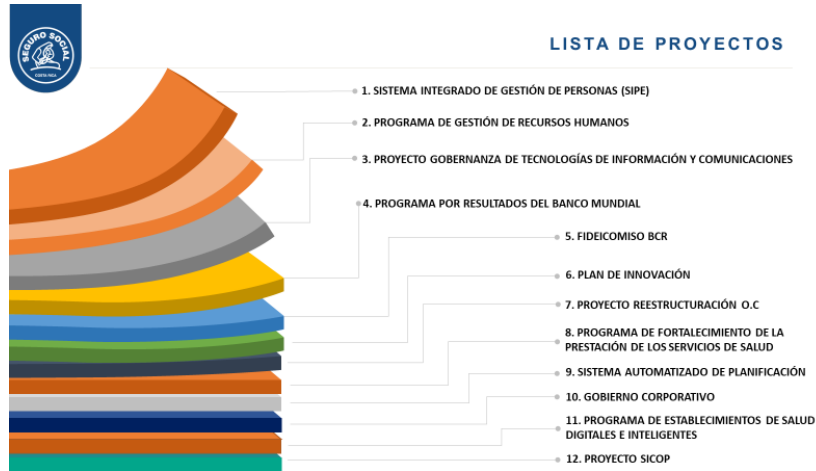 SEGURO SOCIAL
COSTA RICA
LISTA DE PROYECTOS
1. SISTEMA INTEGRADO DE GESTIÓN DE PERSONAS (SIPE)
2. PROGRAMA DE GESTIÓN DE RECURSOS HUMANOS
3. PROYECTO GOBERNANZA DE TECNOLOGÍAS DE INFORMACIÓN Y COMUNICACIONES
4. PROGRAMA POR RESULTADOS DEL BANCO MUNDIAL
5. FIDEICOMISO BCR
6. PLAN DE INNOVACIÓN
7. PROYECTO REESTRUCTURACIÓN O.C
8. PROGRAMA DE FORTALECIMIENTO DE LA
PRESTACIÓN DE LOS SERVICIOS DE SALUD
9. SISTEMA AUTOMATIZADO DE PLANIFICACIÓN
10. GOBIERNO CORPORATIVO
11. PROGRAMA DE ESTABLECIMIENTOS DE SALUD
DIGITALES E INTELIGENTES
12. PROYECTO SICOP